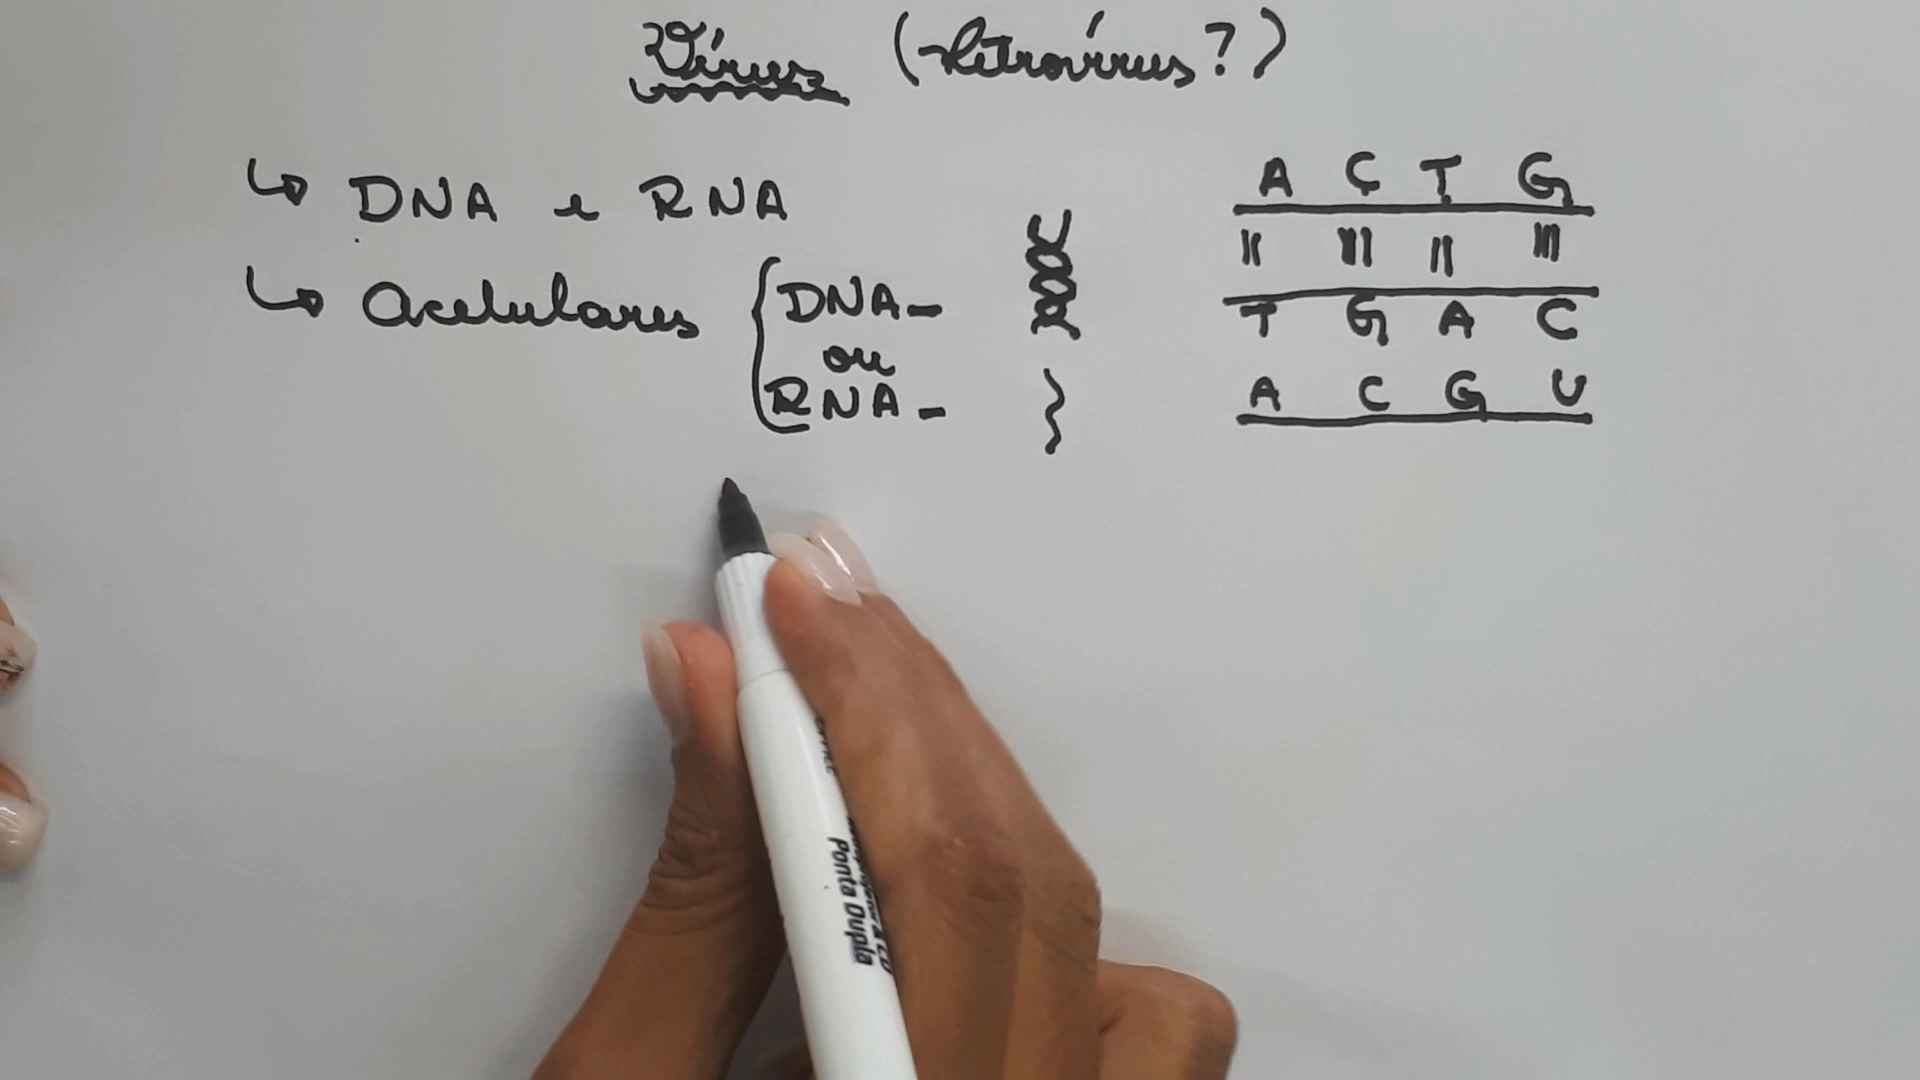 Vírus (Retrovírus?)
↳ DNA e RNA
↳ Acelulares { DNA -
ou
RNA -
A C T G
T G A C
A C G U
Ponta Dupla